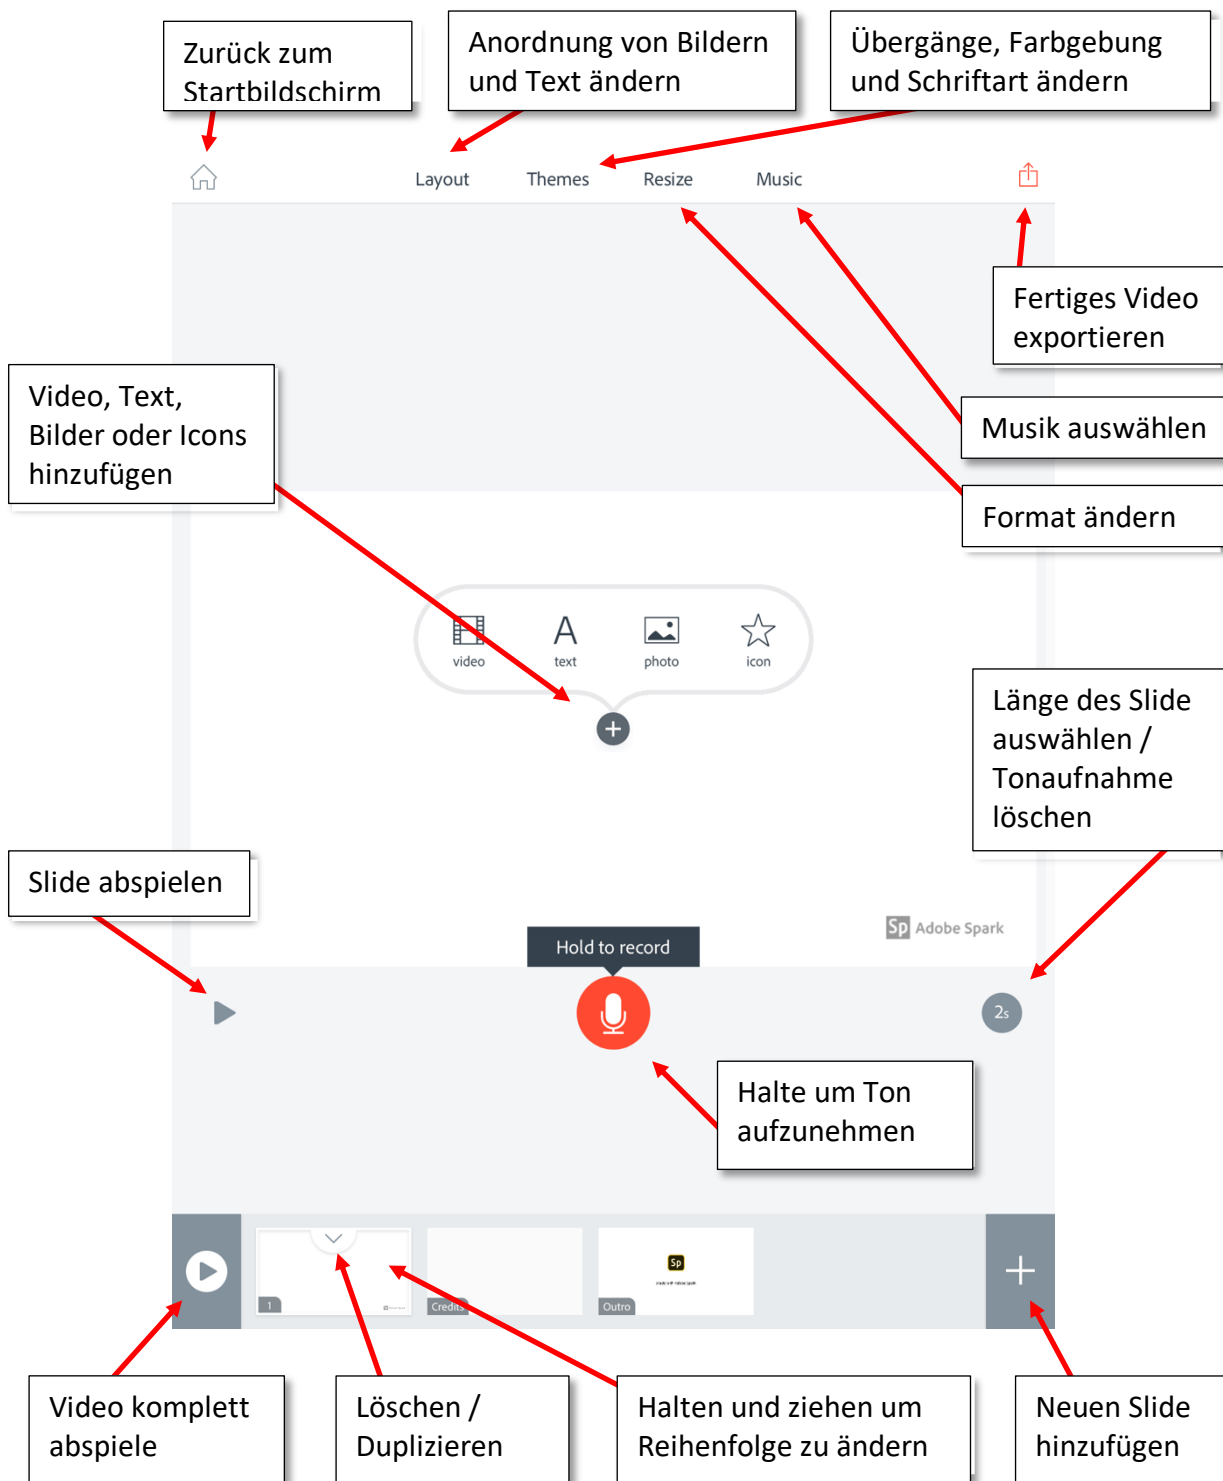 Zurück zum
Startbildschirm
Anordnung von Bildern
und Text ändern
Übergänge, Farbgebung
und Schriftart ändern
Layout
Themes
Resize
Music
Fertiges Video
exportieren
Video, Text,
Bilder oder Icons
hinzufügen
Musik auswählen
Format ändern
video
text
photo
icon
Länge des Slide
auswählen /
Tonaufnahme
löschen
Slide abspielen
Sp Adobe Spark
Hold to record
2s
Halte um Ton
aufzunehmen
1
Credits
Sp
Outro
Video komplett
abspiele
Löschen /
Duplizieren
Halten und ziehen um
Reihenfolge zu ändern
Neuen Slide
hinzufügen